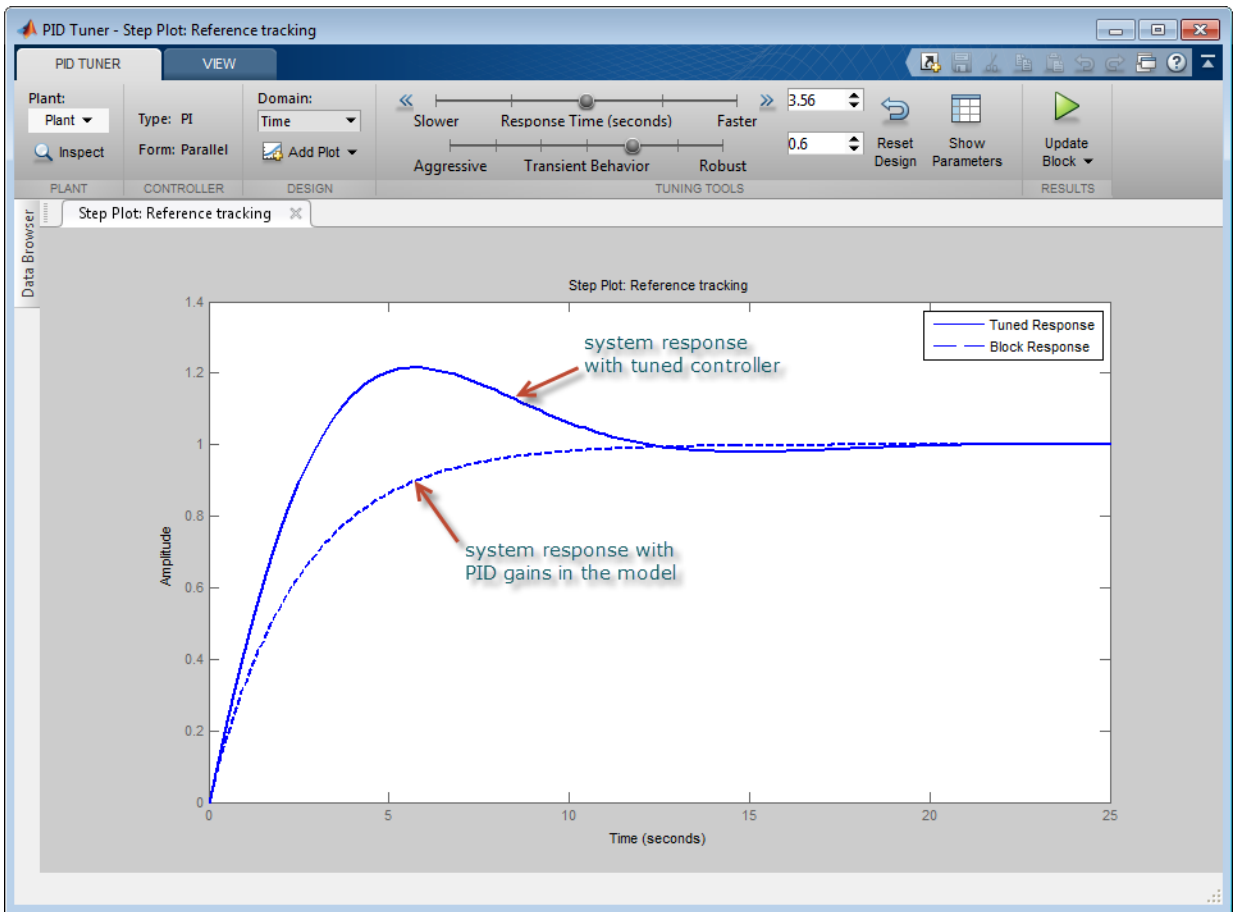 PID Tuner - Step Plot: Reference tracking
PID TUNER
VIEW
Plant:
Plant
Inspect
PLANT
Type: PI
Form: Parallel
CONTROLLER
Domain:
Time
Add Plot
DESIGN
Slower
Response Time (seconds)
Faster
3.56
Aggressive
Transient Behavior
Robust
0.6
Reset
Design
Show
Parameters
TUNING TOOLS
Update
Block
RESULTS
Data Browser
Step Plot: Reference tracking
Step Plot: Reference tracking
Tuned Response
Block Response
system response
with tuned controller
system response with
PID gains in the model
Amplitude
1.4
1.2
1
0.8
0.6
0.4
0.2
0
0
5
10
15
20
25
Time (seconds)